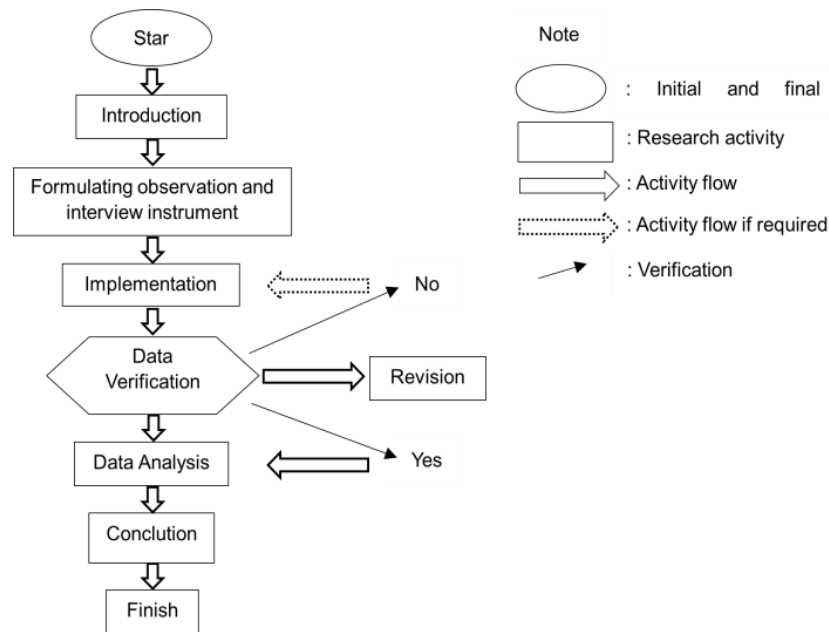 Star
Introduction
Formulating observation and
interview instrument
Implementation
No
Data
Verification
Revision
Data Analysis
Yes
Conclution
Finish
Note
: Initial and final
: Research activity
: Activity flow
: Activity flow if required
: Verification